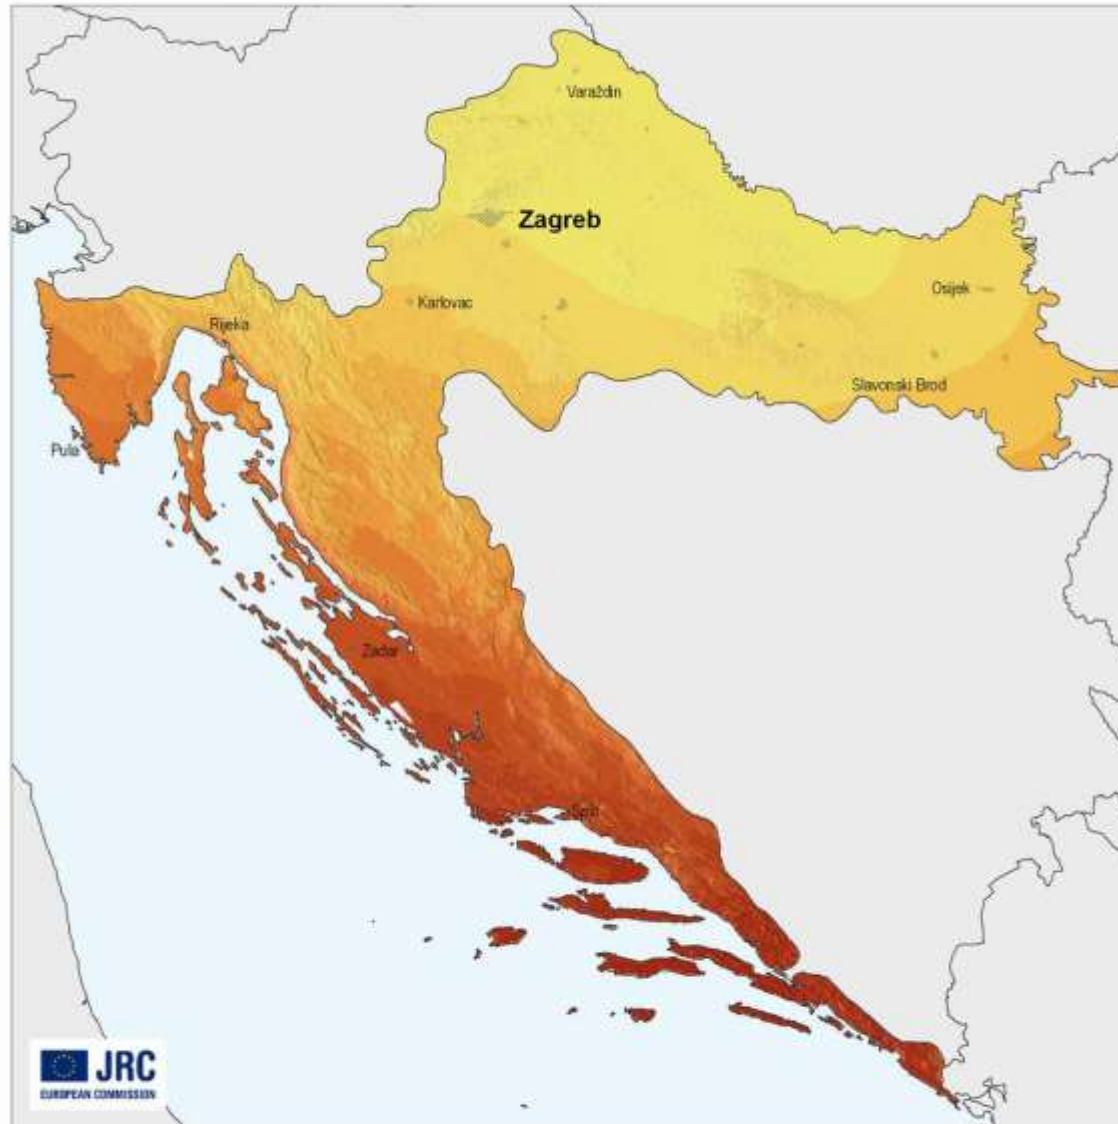 Varaždin
Zagreb
Osijek
Karlovac
Rijeka
Slavonski Brod
Pula
Zadar
Split
JRC
EUROPEAN COMMISSION